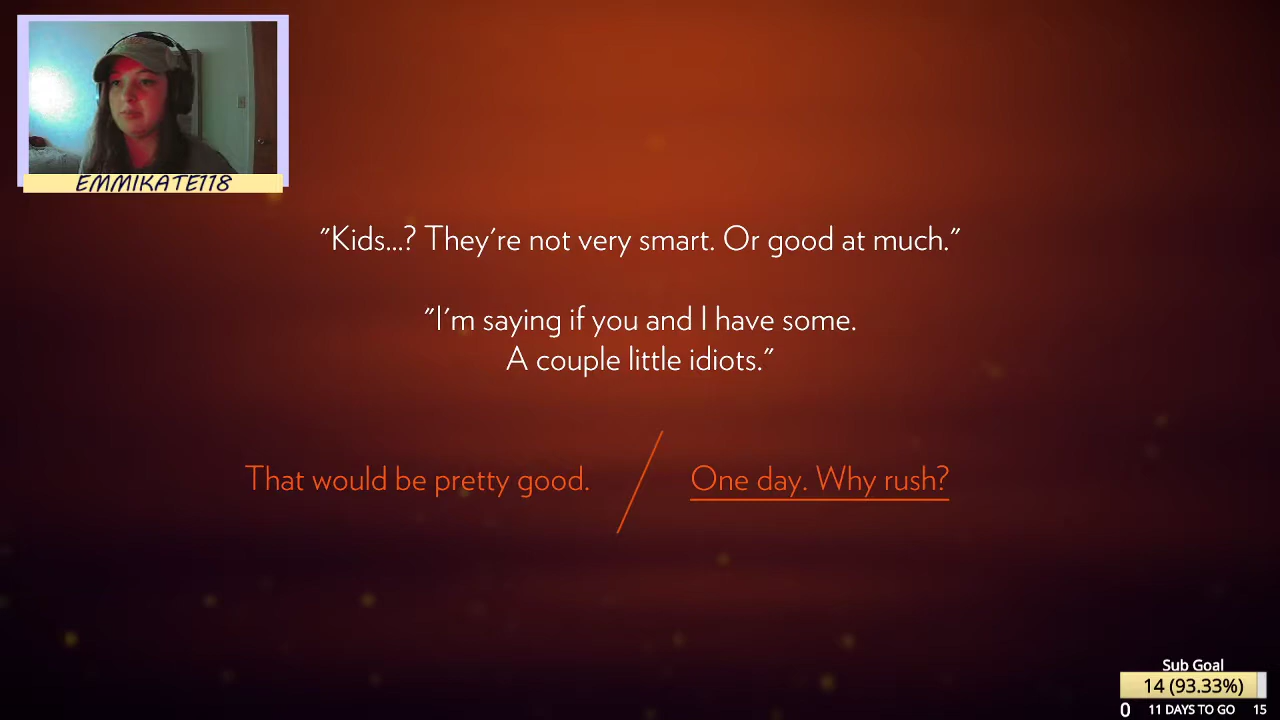 EMMIKATE118
"Kids...? They're not very smart. Or good at much."
"I'm saying if you and I have some.
A couple little idiots."
That would be pretty good. / One day. Why rush?
Sub Goal
14 (93.33%)
0 11 DAYS TO GO 15